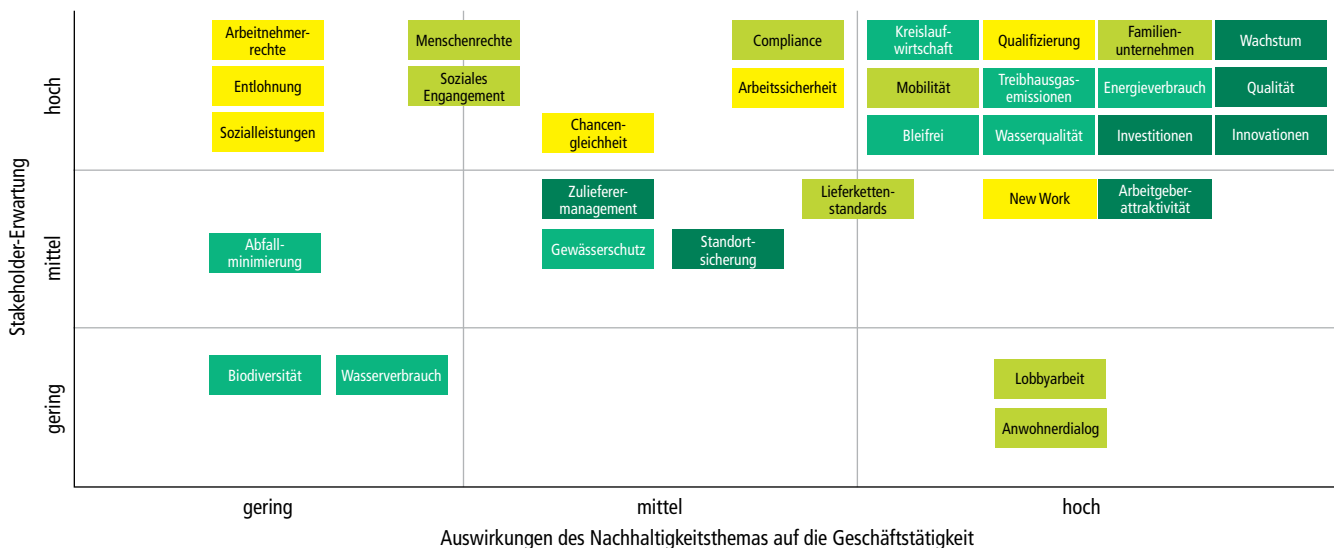 Stakeholder-Erwartung
hoch
mittel
gering
Arbeitnehmer-
rechte
Menschenrechte
Compliance
Kreislauf-
wirtschaft
Qualifizierung
Familien-
unternehmen
Wachstum
Entlohnung
Soziales
Engangement
Arbeitssicherheit
Mobilität
Treibhausgas-
emissionen
Energieverbrauch
Qualität
Sozialleistungen
Chancen-
gleichheit
Bleifrei
Wasserqualität
Investitionen
Innovationen
Zulieferer-
management
Lieferketten-
standards
New Work
Arbeitgeber-
attraktivität
Abfall-
minimierung
Gewässerschutz
Standort-
sicherung
Biodiversität
Wasserverbrauch
Lobbyarbeit
Anwohnerdialog
gering
mittel
hoch
Auswirkungen des Nachhaltigkeitsthemas auf die Geschäftstätigkeit